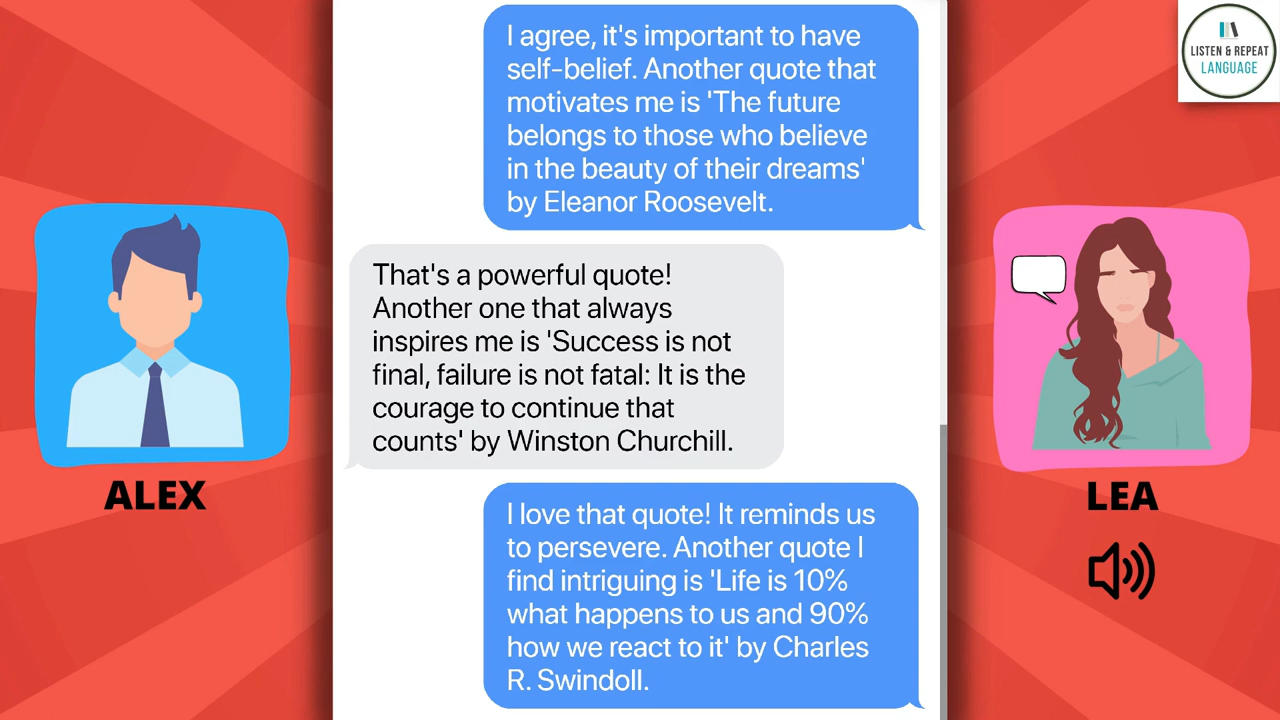 LISTEN & REPEAT
LANGUAGE
I agree, it's important to have
self-belief. Another quote that
motivates me is 'The future
belongs to those who believe
in the beauty of their dreams'
by Eleanor Roosevelt.
That's a powerful quote!
Another one that always
inspires me is 'Success is not
final, failure is not fatal: It is the
courage to continue that
counts' by Winston Churchill.
I love that quote! It reminds us
to persevere. Another quote I
find intriguing is 'Life is 10%
what happens to us and 90%
how we react to it' by Charles
R. Swindoll.
ALEX
LEA